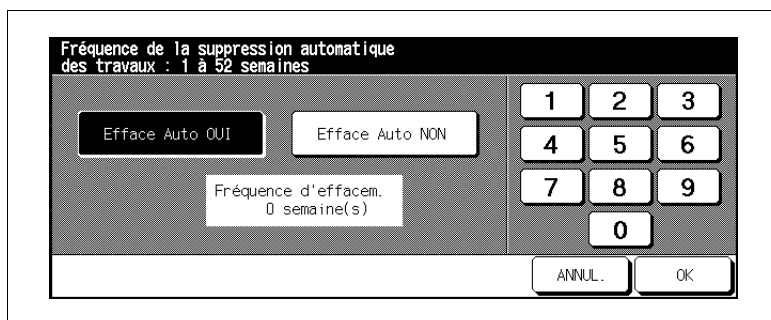 Fréquence de la suppression automatique
des travaux : 1 à 52 semaines
Efface Auto OUI
Efface Auto NON
Fréquence d'effacem.
0 semaine(s)
1 2 3
4 5 6
7 8 9
0
ANNUL.
OK